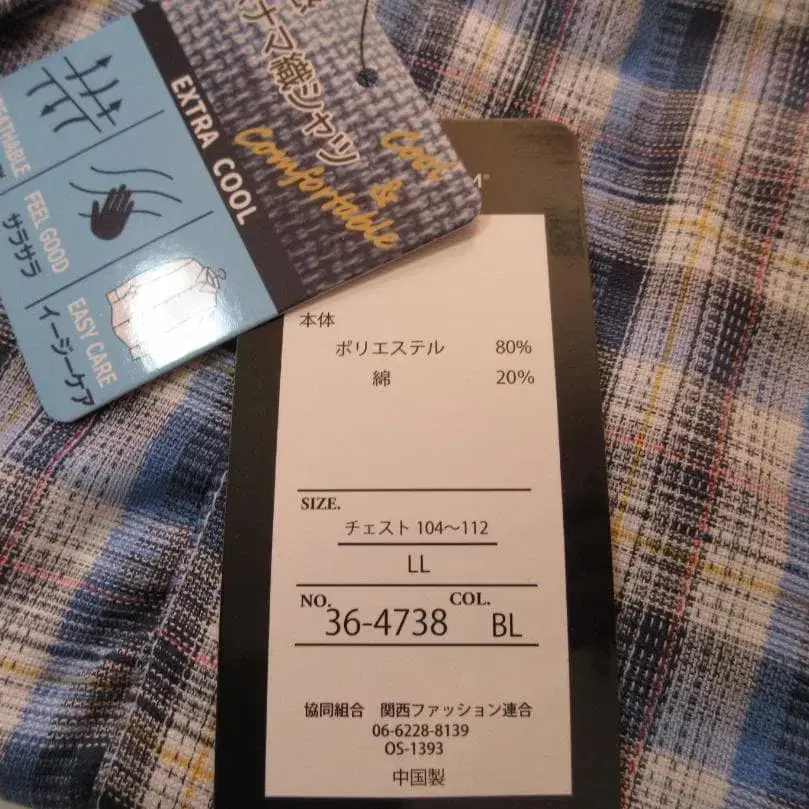 ナマ織シャツ
Cool
&
Comfortable
EXTRA COOL
FEEL GOOD
サラサラ
EASY CARE
イージーケア
本体
ポリエステル 80%
綿 20%
SIZE.
チェスト 104〜112
LL
NO. 36-4738 COL. BL
協同組合 関西ファッション連合
06-6228-8139
OS-1393
中国製